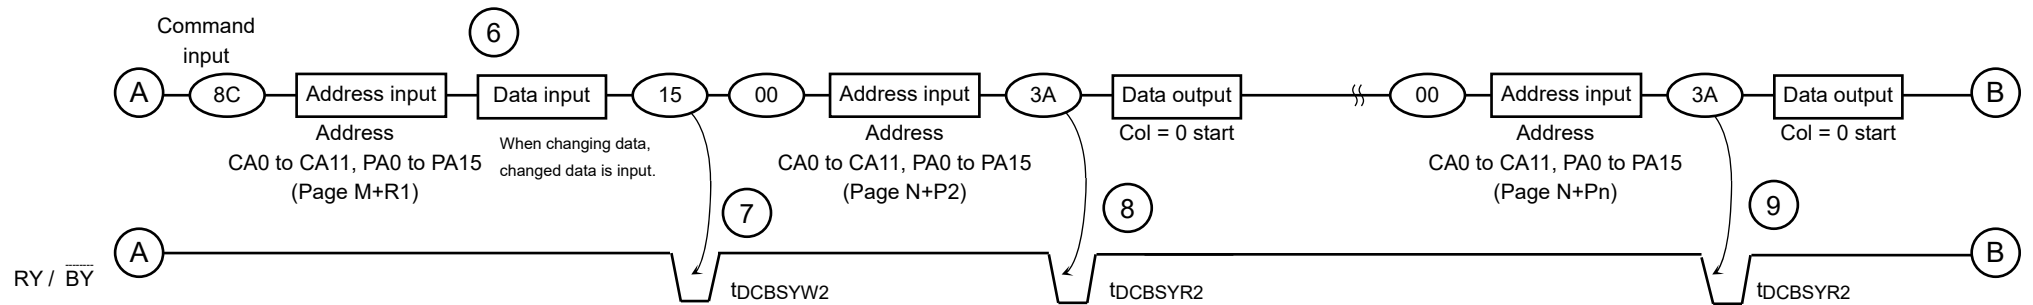 Command
input
6
A 8C Address input Data input 15 00 Address input 3A Data output 00 Address input 3A Data output B
Address
CA0 to CA11, PA0 to PA15
(Page M+R1)
When changing data,
changed data is input.
Address
CA0 to CA11, PA0 to PA15
(Page N+P2)
Col = 0 start
Address
CA0 to CA11, PA0 to PA15
(Page N+Pn)
Col = 0 start
7
8
9
A B
RY / BY
tDCBSYW2
tDCBSYR2
tDCBSYR2